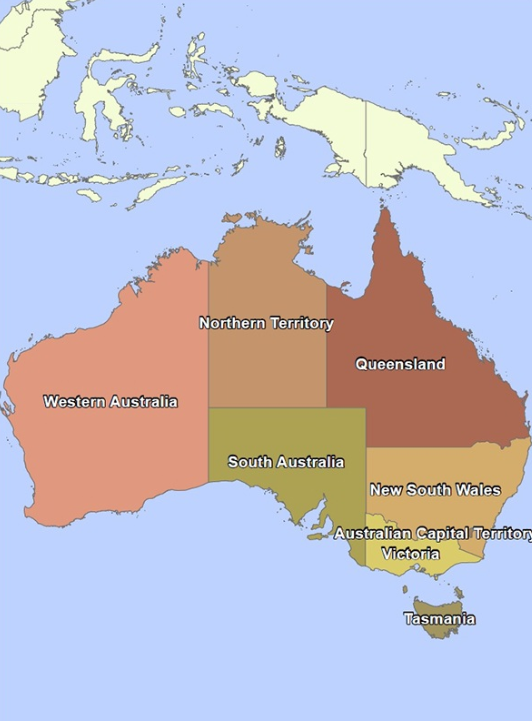 Northern Territory
Queensland
Western Australia
South Australia
New South Wales
Australian Capital Territory
Victoria
Tasmania